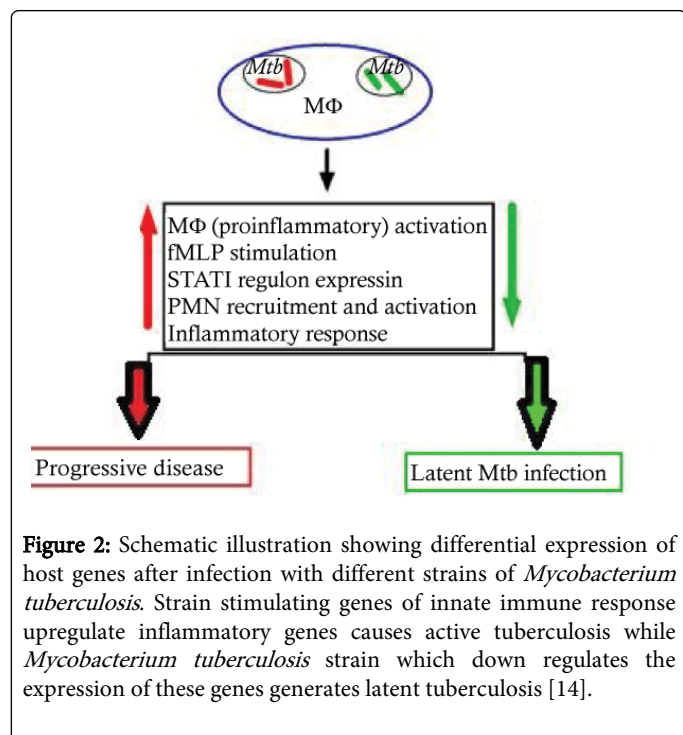 Mtb Mtb
MΦ
MΦ (proinflammatory) activation
fMLP stimulation
STATI regulon expressin
PMN recruitment and activation
Inflammatory response
Progressive disease
Latent Mtb infection
Figure 2: Schematic illustration showing differential expression of
host genes after infection with different strains of Mycobacterium
tuberculosis. Strain stimulating genes of innate immune response
upregulate inflammatory genes causes active tuberculosis while
Mycobacterium tuberculosis strain which down regulates the
expression of these genes generates latent tuberculosis [14].